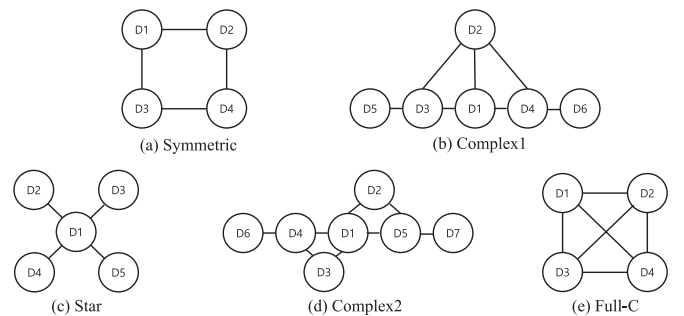 D1 D2
D3 D4
(a) Symmetric
D2
D5 D3 D1 D4 D6
(b) Complex1
D2 D3
D1
D4 D5
(c) Star
D2
D6 D4 D1 D5 D7
D3
(d) Complex2
D1 D2
D3 D4
(e) Full-C